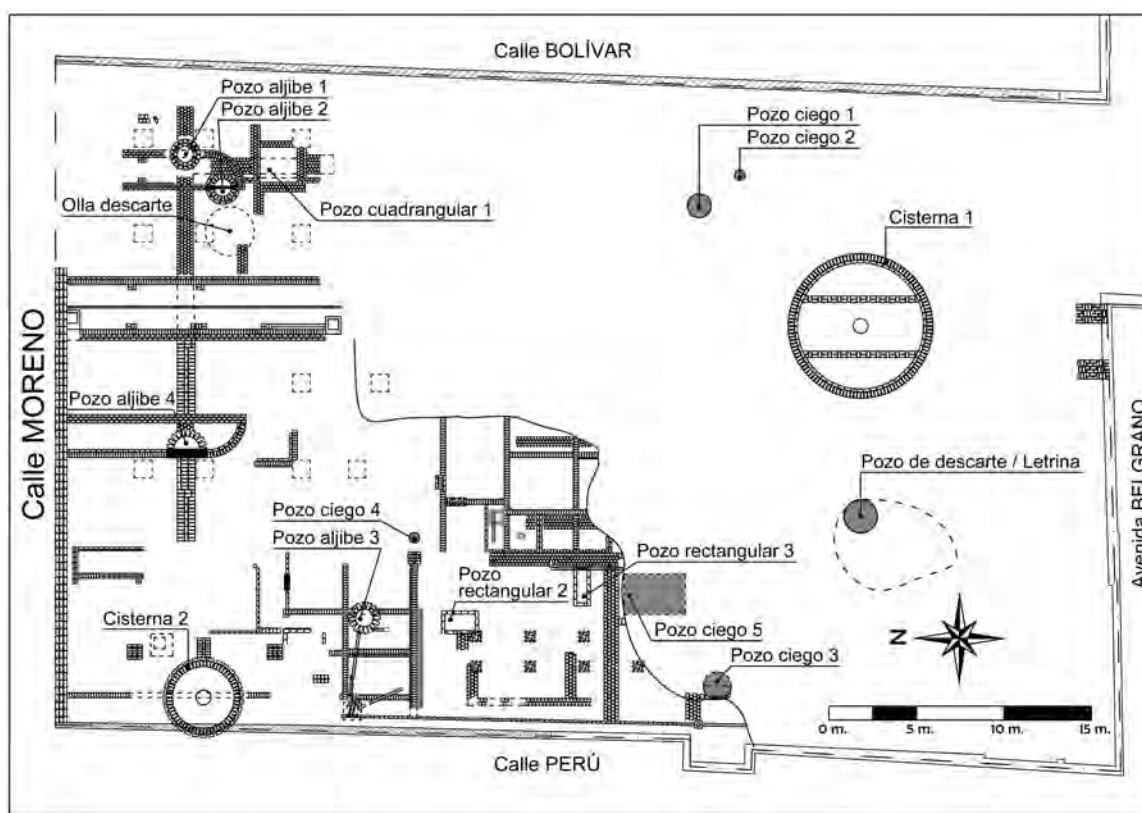 Calle BOLÍVAR
Pozo aljibe 1
Pozo aljibe 2
Pozo ciego 1
Pozo ciego 2
Olla descarte
Pozo cuadrangular 1
Cisterna 1
Calle MORENO
Pozo aljibe 4
Pozo de descarte / Letrina
Avenida BELGRANO
Pozo ciego 4
Pozo aljibe 3
Pozo rectangular 3
Pozo
rectangular 2
Cisterna 2
Pozo ciego 5
N
Pozo ciego 3
0 m.
5 m.
10 m.
15 m.
Calle PERÚ